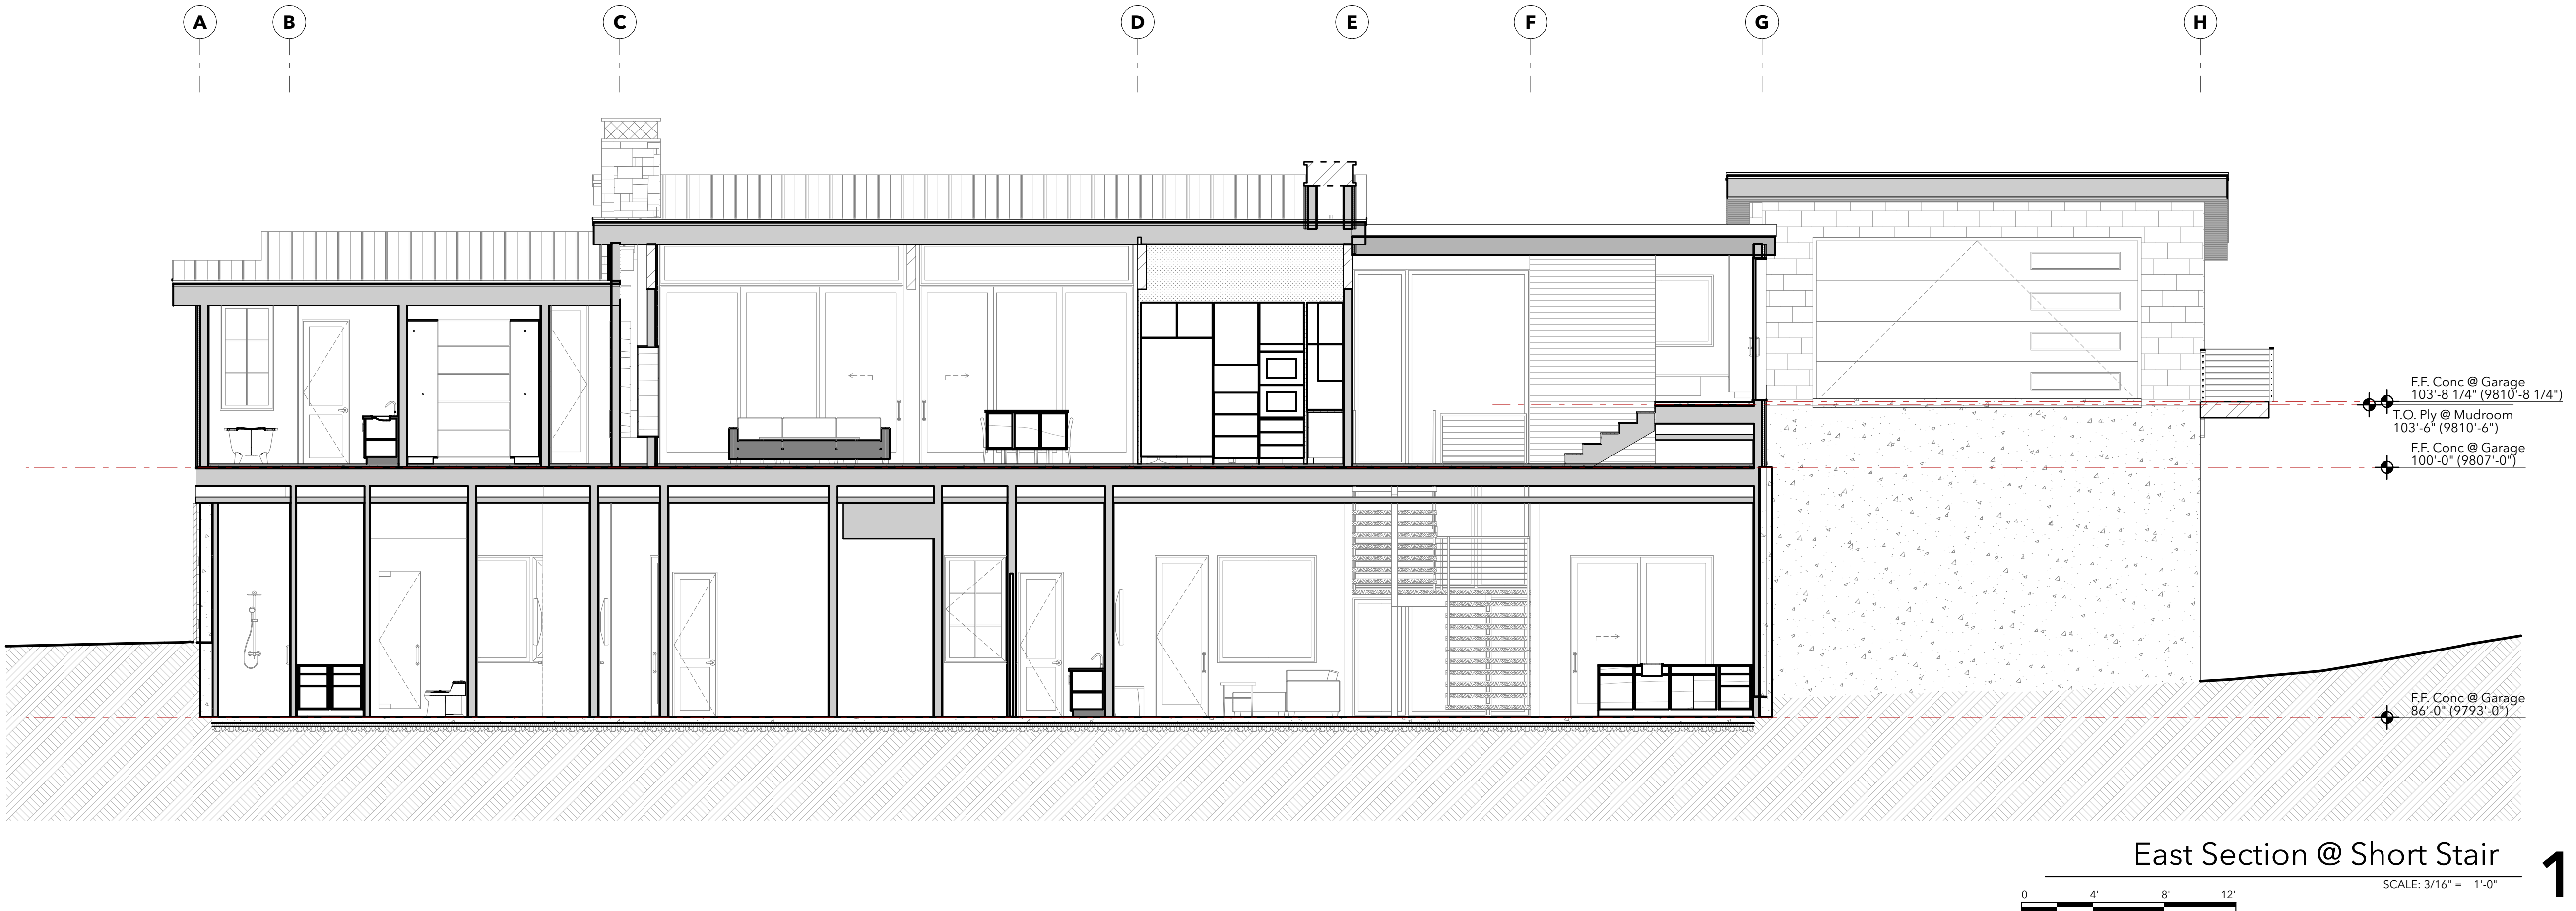 A B C D E F G H
F.F. Conc @ Garage
103'-8 1/4" (9810'-8 1/4")
T.O. Ply @ Mudroom
103'-6" (9810'-6")
F.F. Conc @ Garage
100'-0" (9807'-0")
F.F. Conc @ Garage
86'-0" (9793'-0")
East Section @ Short Stair
1
SCALE: 3/16" = 1'-0"
0 4' 8' 12'